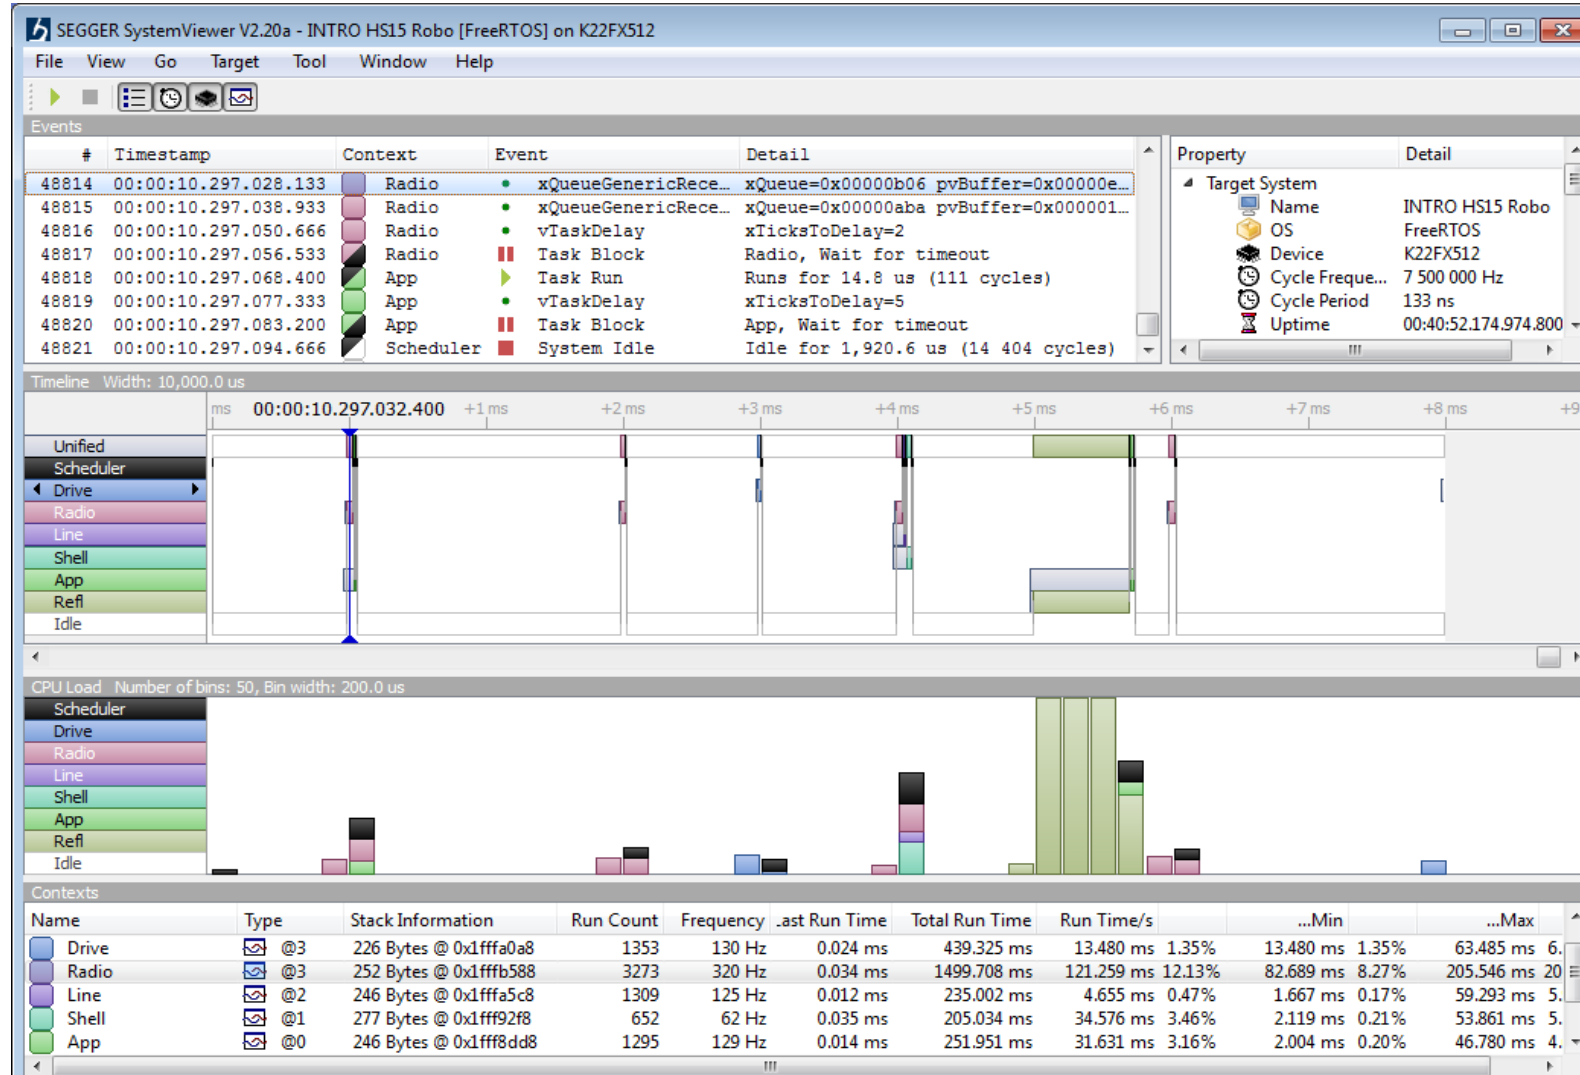 SEGGER SystemViewer V2.20a - INTRO HS15 Robo [FreeRTOS] on K22FX512
File View Go Target Tool Window Help
Events
# Timestamp Context Event Detail
48814 00:00:10.297.028.133 Radio xQueueGenericRece... xQueue=0x00000b06 pvBuffer=0x00000e...
48815 00:00:10.297.038.933 Radio xQueueGenericRece... xQueue=0x00000aba pvBuffer=0x000001...
48816 00:00:10.297.050.666 Radio vTaskDelay xTicksToDelay=2
48817 00:00:10.297.056.533 Radio Task Block Radio, Wait for timeout
48818 00:00:10.297.068.400 App Task Run Runs for 14.8 us (111 cycles)
48819 00:00:10.297.077.333 App vTaskDelay xTicksToDelay=5
48820 00:00:10.297.083.200 App Task Block App, Wait for timeout
48821 00:00:10.297.094.666 Scheduler System Idle Idle for 1,920.6 us (14 404 cycles)
Property Detail
Target System
Name INTRO HS15 Robo
OS FreeRTOS
Device K22FX512
Cycle Freque... 7 500 000 Hz
Cycle Period 133 ns
Uptime 00:40:52.174.974.800
Timeline Width: 10,000.0 us
ms 00:00:10.297.032.400 +1 ms +2 ms +3 ms +4 ms +5 ms +6 ms +7 ms +8 ms +9
Unified
Scheduler
Drive
Radio
Line
Shell
App
Refl
Idle
CPU Load Number of bins: 50, Bin width: 200.0 us
Scheduler
Drive
Radio
Line
Shell
App
Refl
Idle
Contexts
Name Type Stack Information Run Count Frequency .ast Run Time Total Run Time Run Time/s ...Min ...Max
Drive @3 226 Bytes @ 0x1fffa0a8 1353 130 Hz 0.024 ms 439.325 ms 13.480 ms 1.35% 13.480 ms 1.35% 63.485 ms 6.
Radio @3 252 Bytes @ 0x1fffb588 3273 320 Hz 0.034 ms 1499.708 ms 121.259 ms 12.13% 82.689 ms 8.27% 205.546 ms 20
Line @2 246 Bytes @ 0x1fffa5c8 1309 125 Hz 0.012 ms 235.002 ms 4.655 ms 0.47% 1.667 ms 0.17% 59.293 ms 5.
Shell @1 277 Bytes @ 0x1fff92f8 652 62 Hz 0.035 ms 205.034 ms 34.576 ms 3.46% 2.119 ms 0.21% 53.861 ms 5.
App @0 246 Bytes @ 0x1fff8dd8 1295 129 Hz 0.014 ms 251.951 ms 31.631 ms 3.16% 2.004 ms 0.20% 46.780 ms 4.